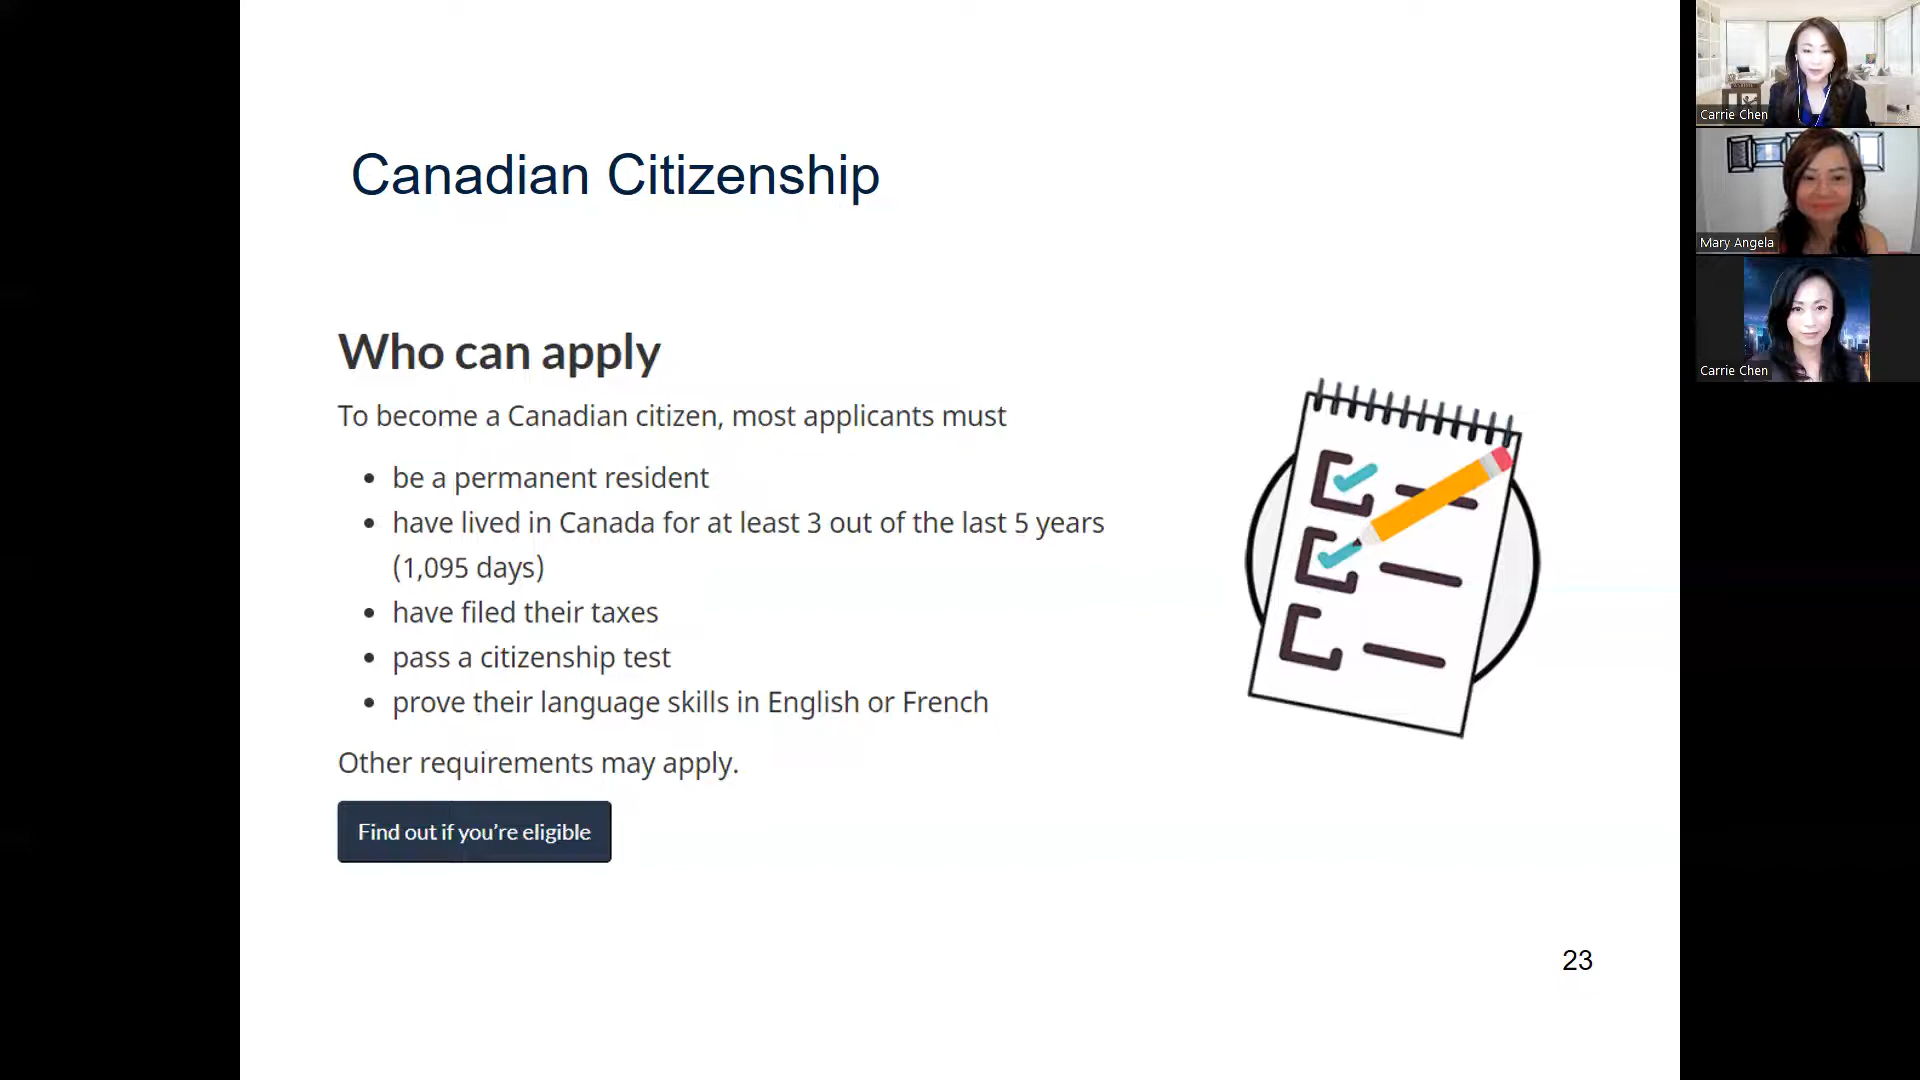 Canadian Citizenship
Who can apply
To become a Canadian citizen, most applicants must
• be a permanent resident
• have lived in Canada for at least 3 out of the last 5 years
(1,095 days)
• have filed their taxes
• pass a citizenship test
• prove their language skills in English or French
Other requirements may apply.
Find out if you’re eligible
23
Carrie Chen
Mary Angela
Carrie Chen